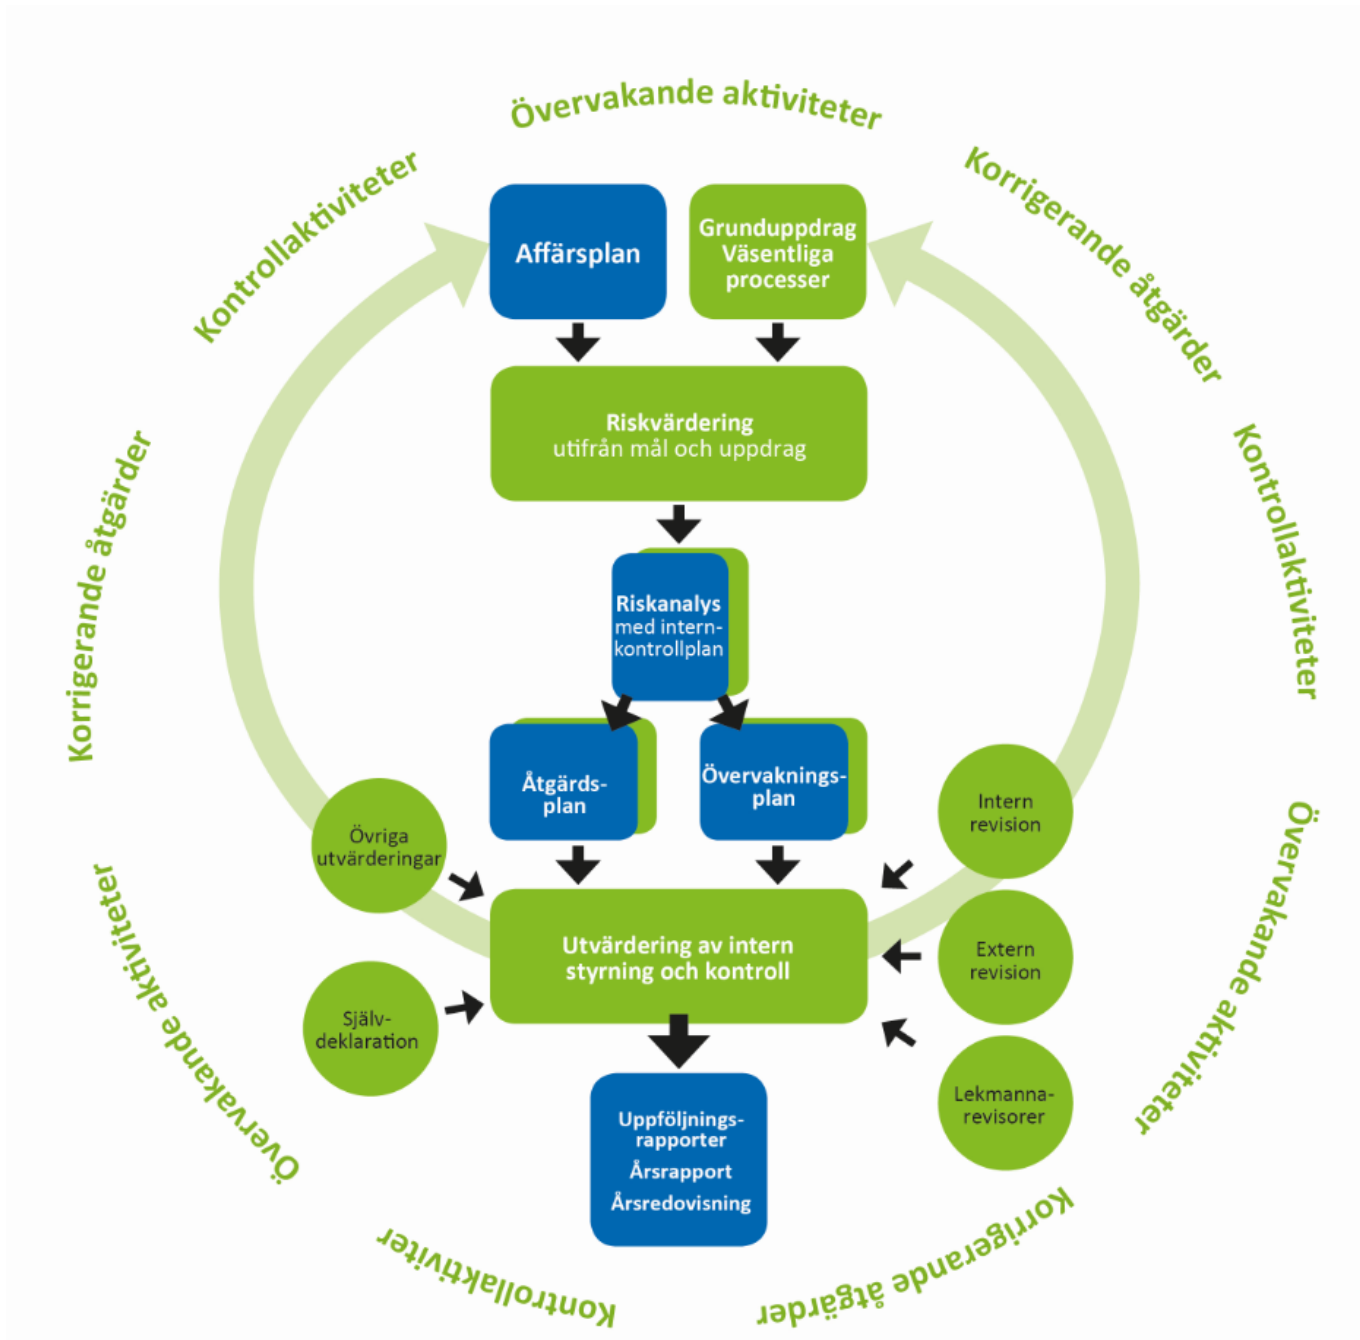 Övervakande aktiviteter
Kontrollaktiviteter
Korrigerande åtgärder
Affärsplan
Grunduppdrag
Väsentliga
processer
Riskvärdering
utifrån mål och uppdrag
Korrigerande åtgärder
Kontrollaktiviteter
Riskanalys
med intern-
kontrollplan
Åtgärds-
plan
Övervaknings-
plan
Intern
revision
Övriga
utvärderingar
Övervakande aktiviteter
Övervakande aktiviteter
Utvärdering av intern
styrning och kontroll
Extern
revision
Själv-
deklaration
Lekmanna-
revisorer
Uppföljnings-
rapporter
Årsrapport
Årsredovisning
Kontrollaktiviter
Korrigerande åtgärder